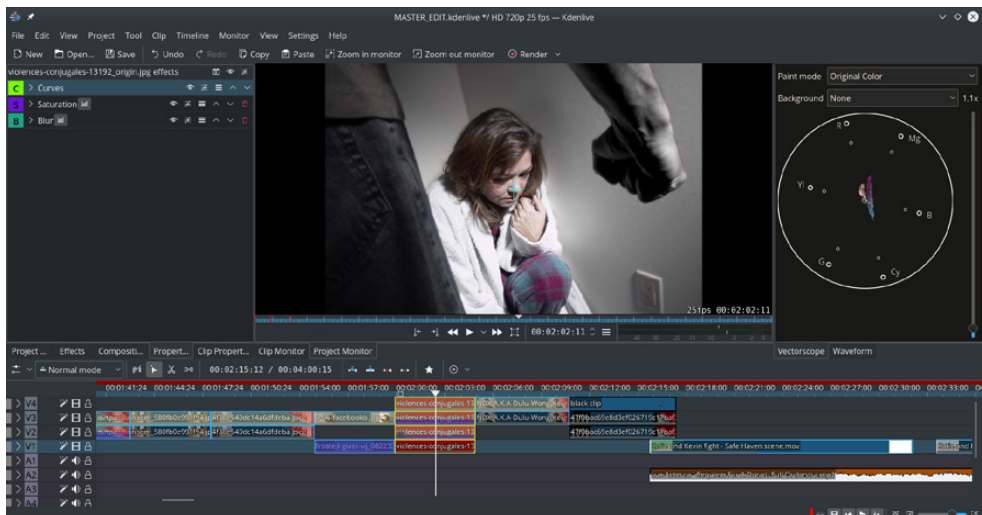 MASTER_EDIT.kdenlive */ HD 720p 25 fps — Kdenlive
File Edit View Project Tool Clip Timeline Monitor View Settings Help
New Open... Save Undo Redo Copy Paste Zoom in monitor Zoom out monitor Render
violences-conjugales-13192_origin.jpg effects
C Curves
S Saturation
B Blur
Paint mode Original Color
Background None 1,1x
R
Mg
Yl
B
G
Cy
25fps 00:02:02:11
00:02:02:11
Project ... Effects Compositi... Propert... Clip Propert... Clip Monitor Project Monitor
Vectorscope Waveform
Normal mode 00:02:15:12 / 00:04:00:15
00:01:41:24 00:01:44:24 00:01:47:24 00:01:50:24 00:01:54:00 00:01:57:00 00:02:00:00 00:02:03:00 00:02:06:00 00:02:09:00 00:02:12:00 00:02:15:00 00:02:18:00 00:02:21:00 00:02:24:00 00:02:27:00 00:02:30:00 00:02:33:00
V4 violences-conjugales-13 black clip
V3
V2
V1 violences-conjugales-13 and Kevin fight - Safe Haven scene.mov
A1
A2
A3
A4